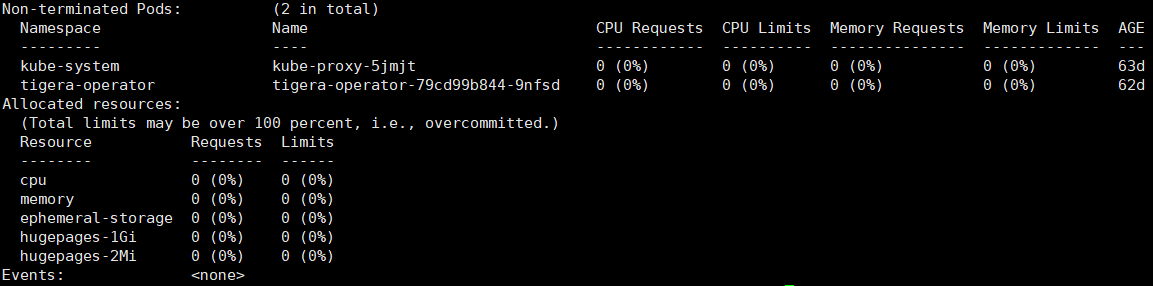 Non-terminated Pods:          (2 in total)
  Namespace                   Name                                CPU Requests  CPU Limits  Memory Requests  Memory Limits  AGE
  ---------                   ----                                ------------  ----------  ---------------  -------------  ---
  kube-system                 kube-proxy-5jmjt                    0 (0%)        0 (0%)      0 (0%)           0 (0%)         63d
  tigera-operator             tigera-operator-79cd99b844-9nfsd    0 (0%)        0 (0%)      0 (0%)           0 (0%)         62d
Allocated resources:
  (Total limits may be over 100 percent, i.e., overcommitted.)
  Resource           Requests  Limits
  --------           --------  ------
  cpu                0 (0%)    0 (0%)
  memory             0 (0%)    0 (0%)
  ephemeral-storage  0 (0%)    0 (0%)
  hugepages-1Gi      0 (0%)    0 (0%)
  hugepages-2Mi      0 (0%)    0 (0%)
Events:              <none>